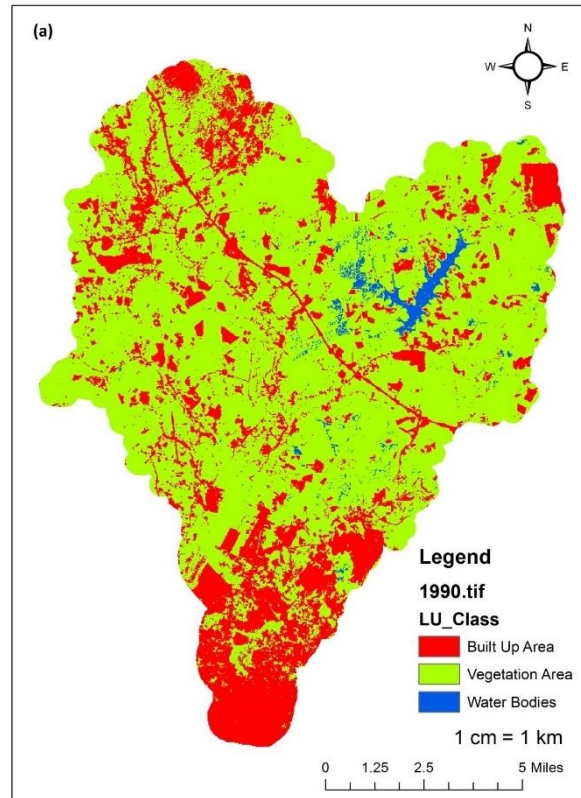 (a)
N
W E
S
Legend
1990.tif
LU_Class
Built Up Area
Vegetation Area
Water Bodies
1 cm = 1 km
0 1.25 2.5 5 Miles